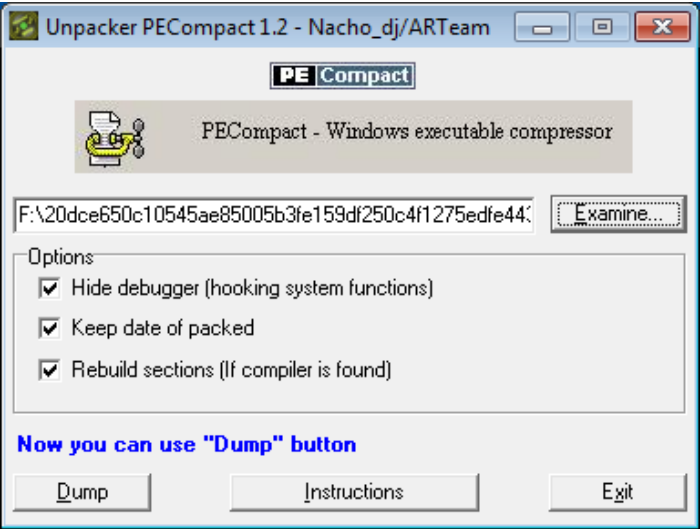 Unpacker PECompact 1.2 - Nacho_dj/ARTeam
PE Compact
PECompact - Windows executable compressor
F:\20dce650c10545ae85005b3fe159df250c4f1275edfe443
Examine...
Options
Hide debugger (hooking system functions)
Keep date of packed
Rebuild sections (If compiler is found)
Now you can use "Dump" button
Dump
Instructions
Exit